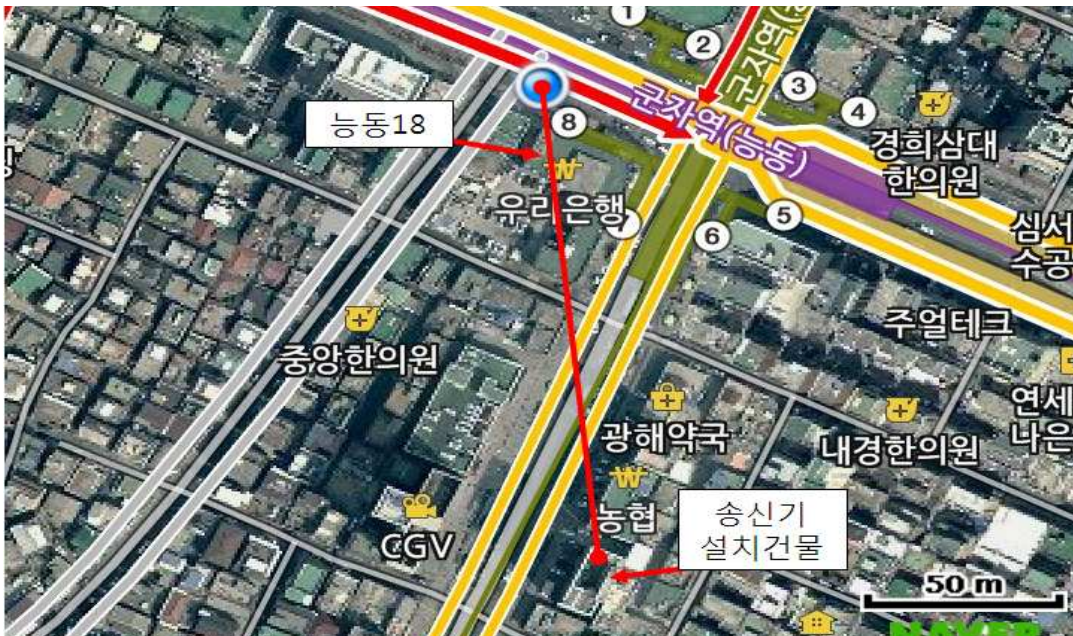 1
2
3
4
군자역(
군자역(능동)
8
능동18
경희삼대
한의원
우리은행
7
5
6
심서
수공
주얼테크
중앙한의원
연세
나은
광해약국
내경한의원
농협
송신기
설치건물
CGV
50 m
NAVER